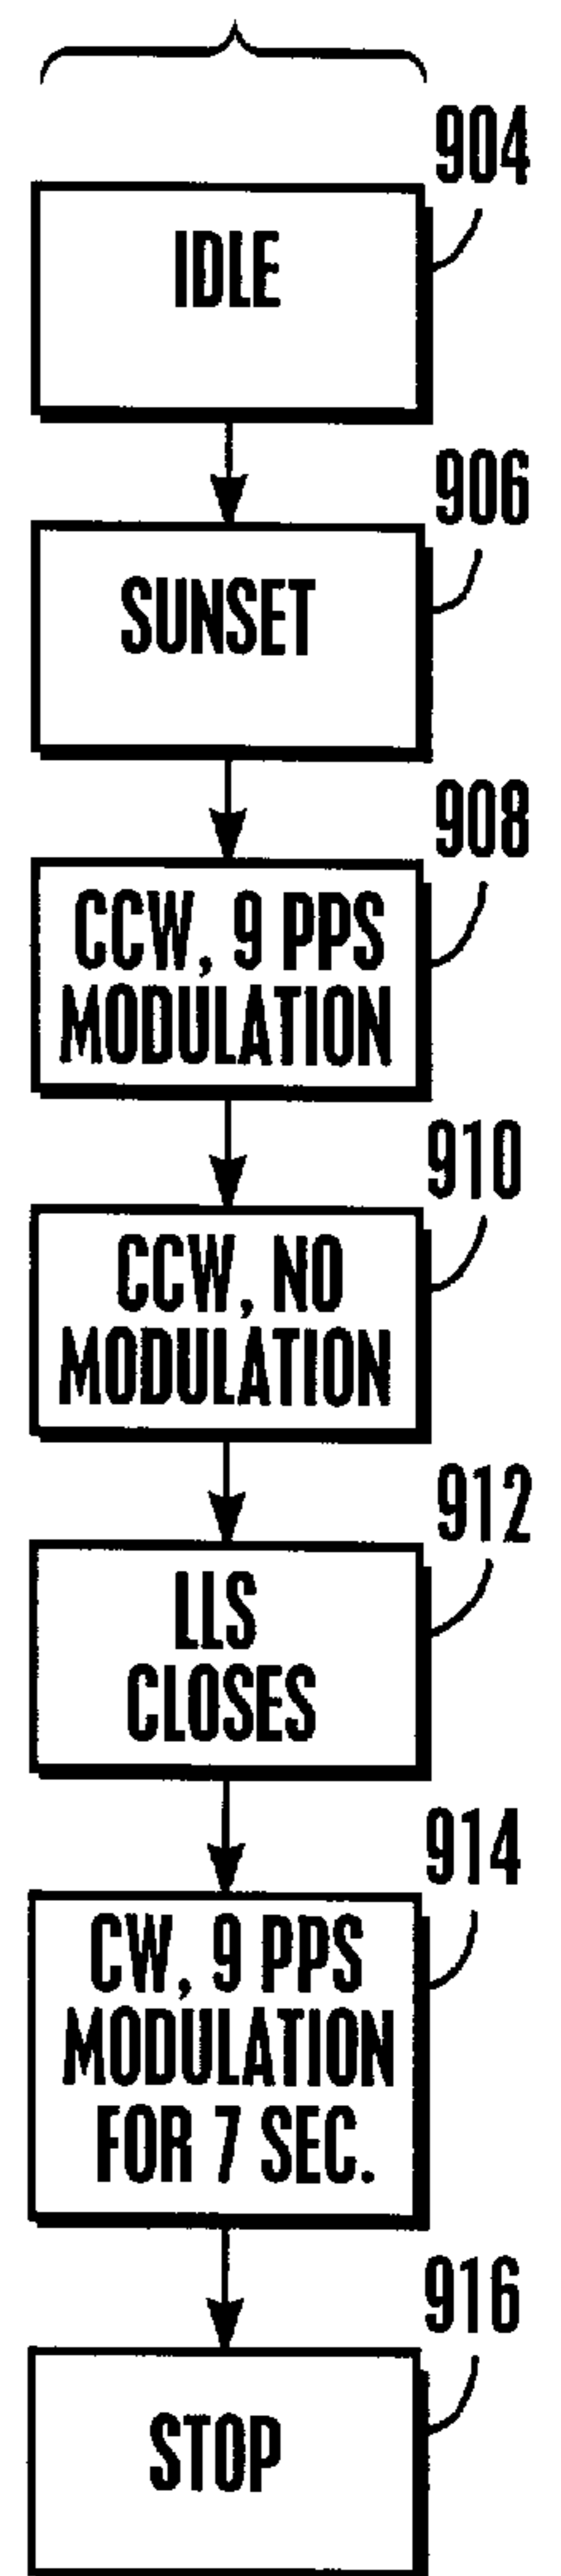 904
IDLE
906
SUNSET
908
CCW, 9 PPS
MODULATION
910
CCW, NO
MODULATION
912
LLS
CLOSES
914
CW, 9 PPS
MODULATION
FOR 7 SEC.
916
STOP